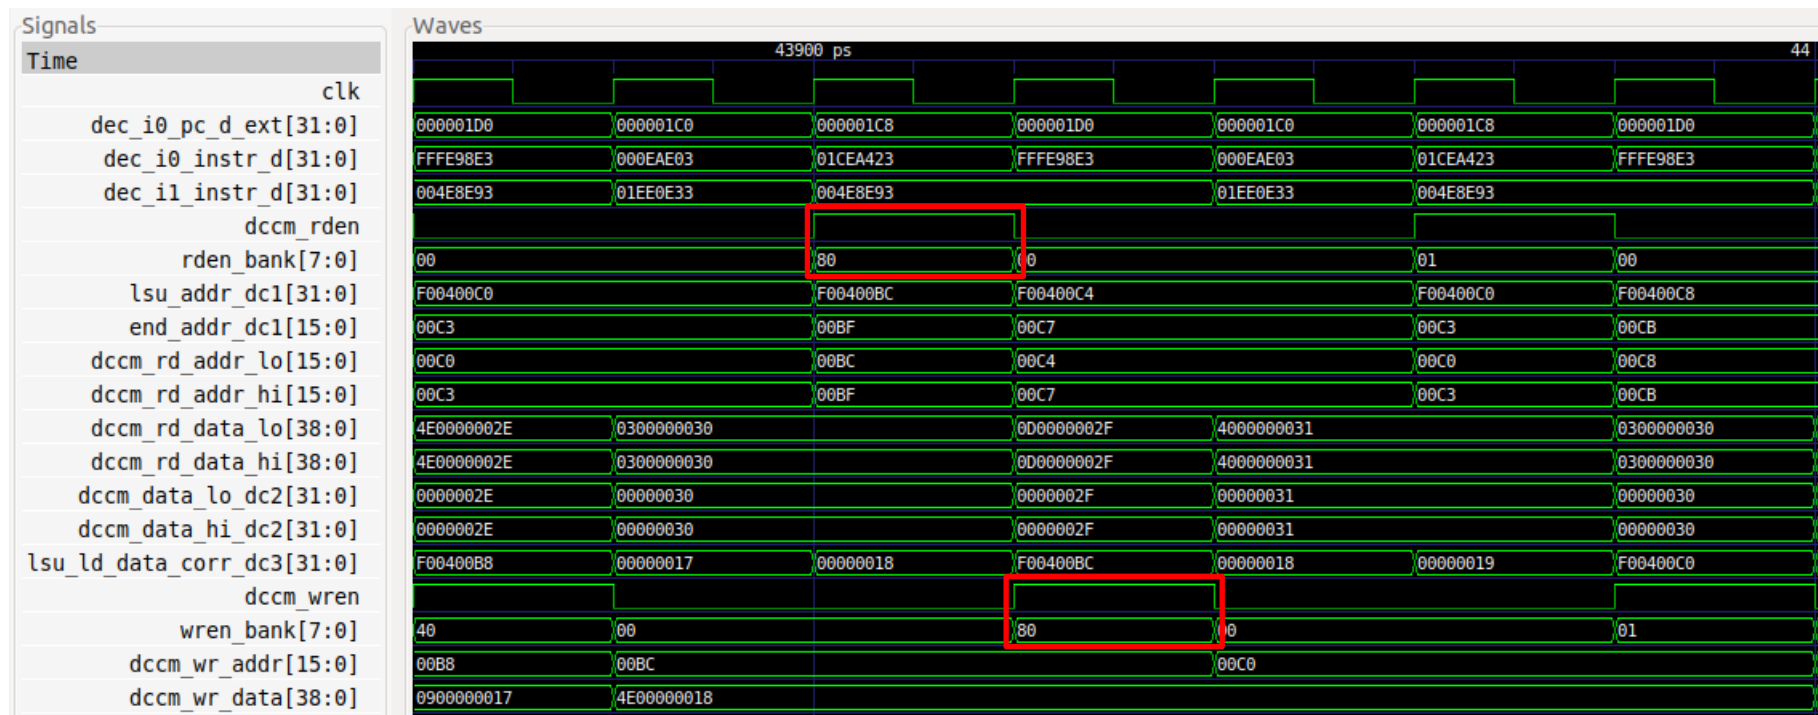 Signals Waves
Time 43900 ps 44
clk
dec_i0_pc_d_ext[31:0] 000001D0 000001C0 000001C8 000001D0 000001C0 000001C8 000001D0
dec_i0_instr_d[31:0] FFFE98E3 000EAE03 01CEA423 FFFE98E3 000EAE03 01CEA423 FFFE98E3
dec_i1_instr_d[31:0] 004E8E93 01EE0E33 004E8E93 01EE0E33 004E8E93
dccm_rden
rden_bank[7:0] 00 80 00 01 00
lsu_addr_dc1[31:0] F00400C0 F00400BC F00400C4 F00400C0 F00400C8
end_addr_dc1[15:0] 00C3 00BF 00C7 00C3 00CB
dccm_rd_addr_lo[15:0] 00C0 00BC 00C4 00C0 00C8
dccm_rd_addr_hi[15:0] 00C3 00BF 00C7 00C3 00CB
dccm_rd_data_lo[38:0] 4E0000002E 0300000030 0D0000002F 4000000031 0300000030
dccm_rd_data_hi[38:0] 4E0000002E 0300000030 0D0000002F 4000000031 0300000030
dccm_data_lo_dc2[31:0] 0000002E 00000030 0000002F 00000031 00000030
dccm_data_hi_dc2[31:0] 0000002E 00000030 0000002F 00000031 00000030
lsu_ld_data_corr_dc3[31:0] F00400B8 00000017 00000018 F00400BC 00000018 00000019 F00400C0
dccm_wren
wren_bank[7:0] 40 00 80 00 01
dccm_wr_addr[15:0] 00B8 00BC 00C0
dccm_wr_data[38:0] 0900000017 4E00000018